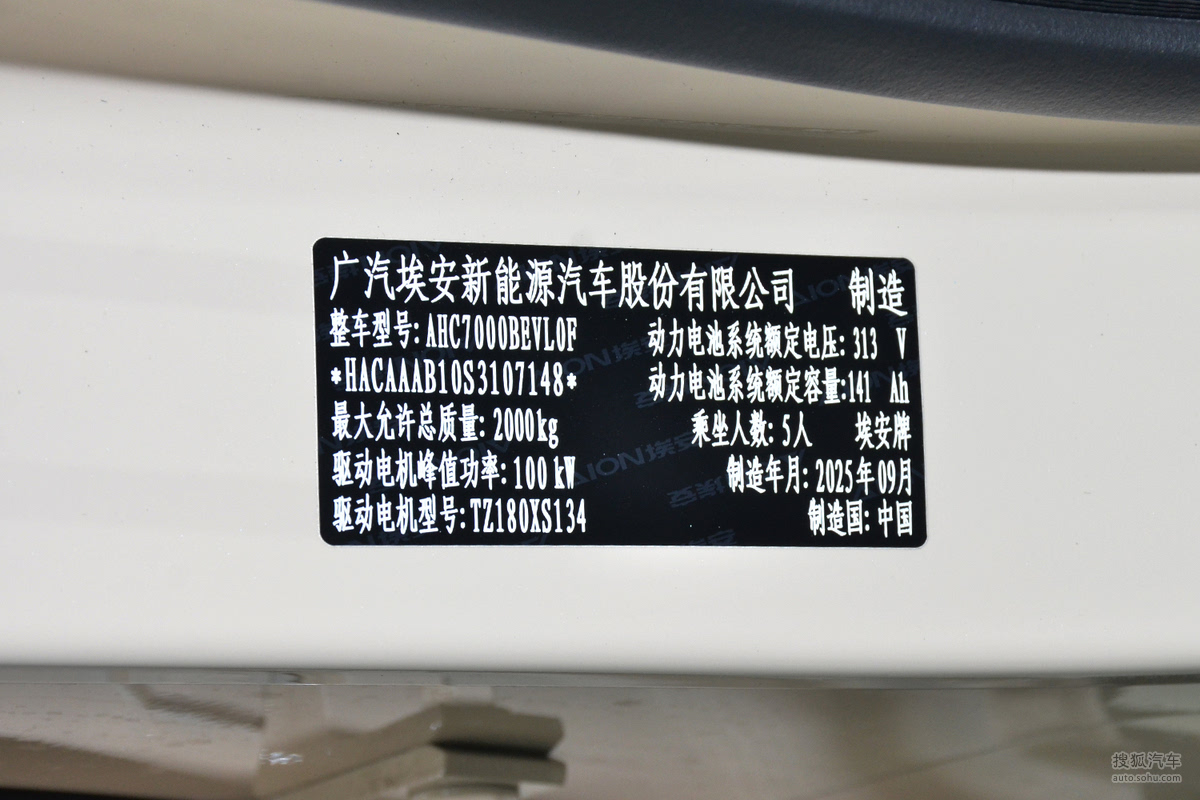 广汽埃安新能源汽车股份有限公司 制造
整车型号: AHC7000BEVL0F 动力电池系统额定电压: 313 V
*HACAAAB10S3107148* 动力电池系统额定容量:141 Ah
最大允许总质量: 2000kg 乘坐人数: 5人 埃安牌
驱动电机峰值功率: 100 kW 制造年月: 2025年09月
驱动电机型号: TZ180XS134 制造国: 中国
搜狐汽车
auto.sohu.com